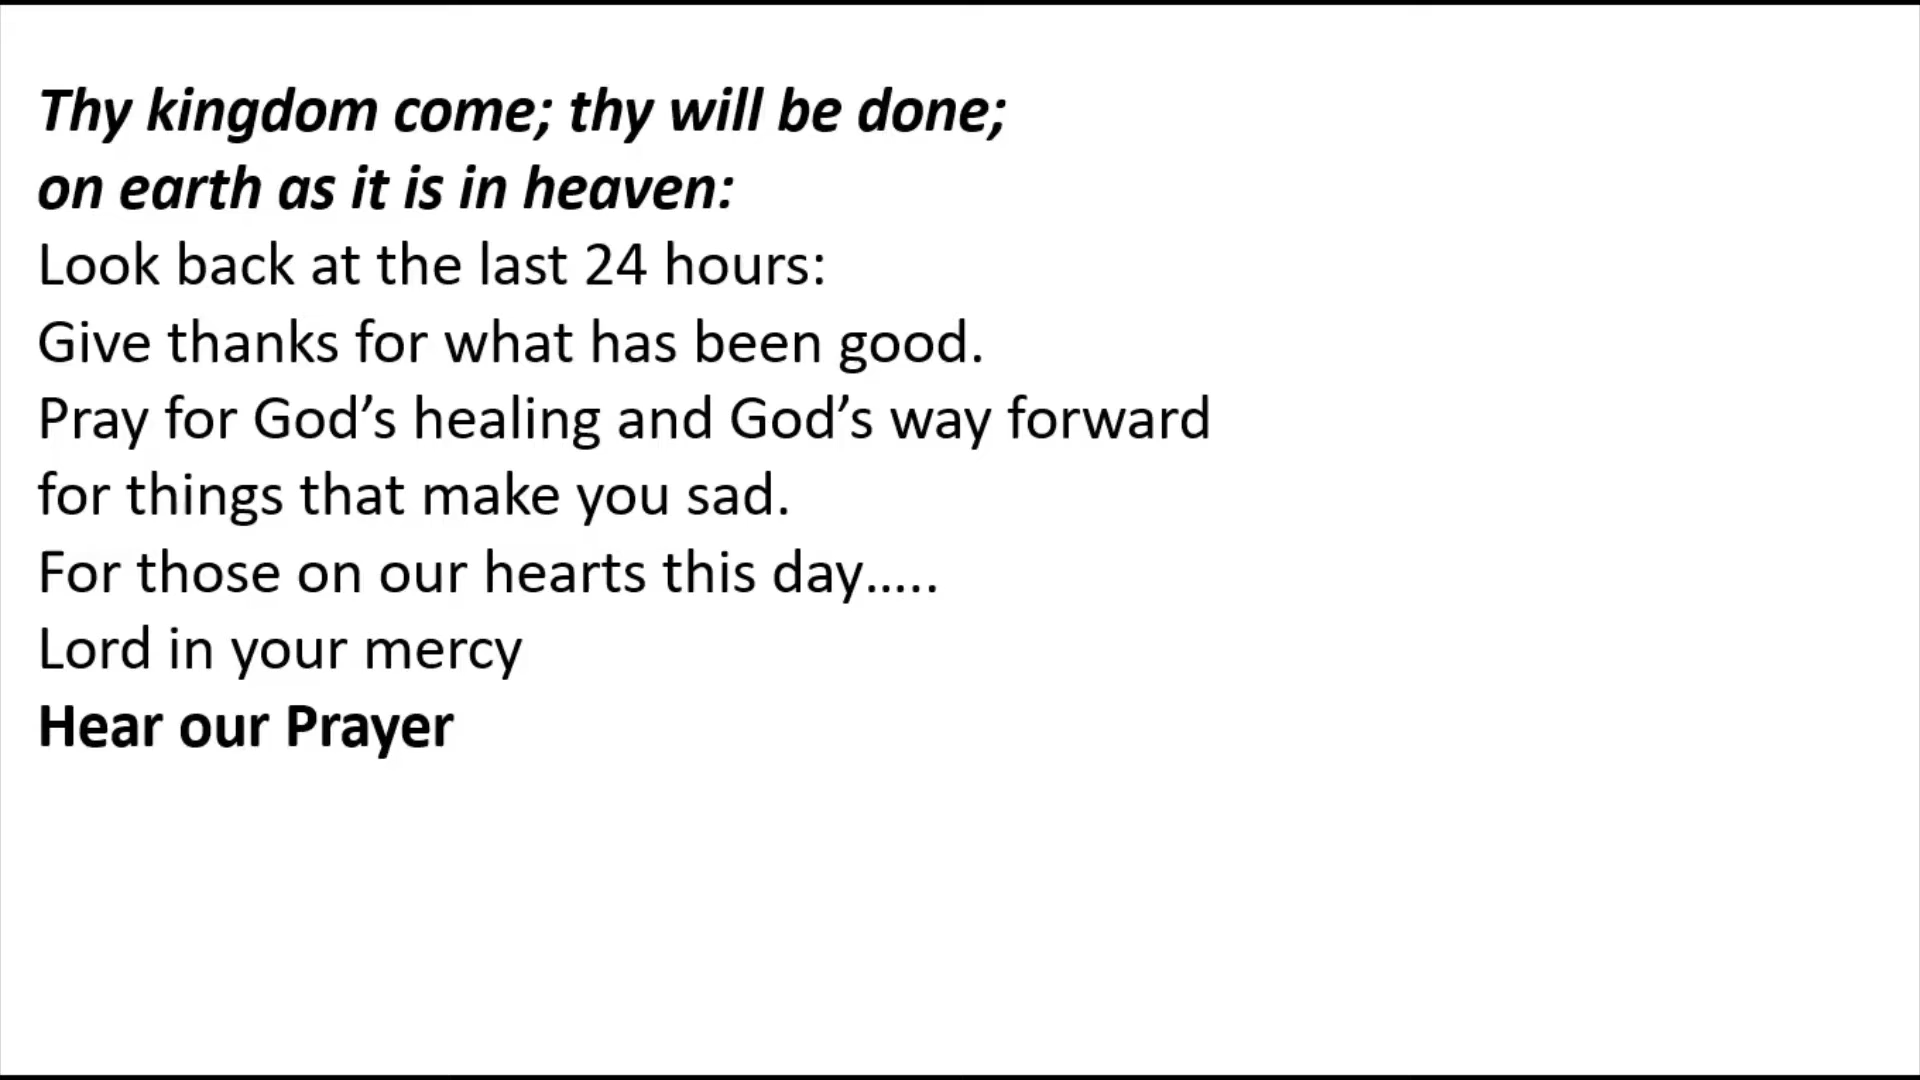 Thy kingdom come; thy will be done;
on earth as it is in heaven:
Look back at the last 24 hours:
Give thanks for what has been good.
Pray for God’s healing and God’s way forward
for things that make you sad.
For those on our hearts this day…..
Lord in your mercy
Hear our Prayer